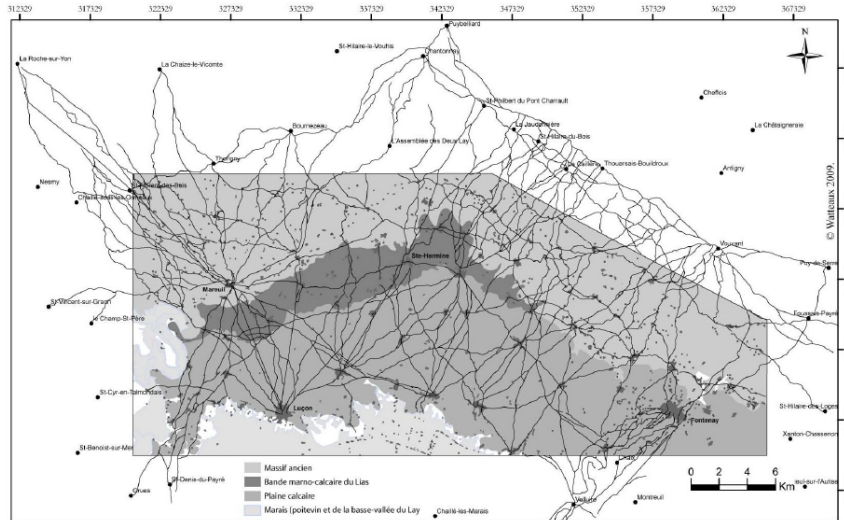 312329 317329 322329 327329 332329 337329 342329 347329 352329 357329 362329 367329
Puybelliard
La Roche-sur-Yon
St-Hilaire-le-Vouhis
Chantonnay
N
La Chaize-le-Vicomte
Cheffois
St-Philbert du Pont Charrault
Bournezeau
La Jaudonnière
St-Hilaire-du-Bois
La Châtaigneraie
L'Assemblée des Deux Lay
Thorigny
La Caillère
Thouarsais-Bouildroux
Antigny
Nesmy
© Watteaux 2009.
Vouvant
Ste-Hermine
Puy-de-Serre
Mareuil
St-Vincent-sur-Graon
le Champ-St-Père
Foussais-Payré
St-Cyr-en-Talmondais
Luçon
St-Hilaire-des-Loges
Fontenay
Xanton-Chassenon
St-Benoist-sur-Mer
Massif ancien
Bande marno-calcaire du Lias
Plaine calcaire
Marais (poitevin et de la basse-vallée du Lay
St-Denis-du-Payré
Grues
Chaillé-les-Marais
Velluire
Montreuil
0 2 4 6
Km